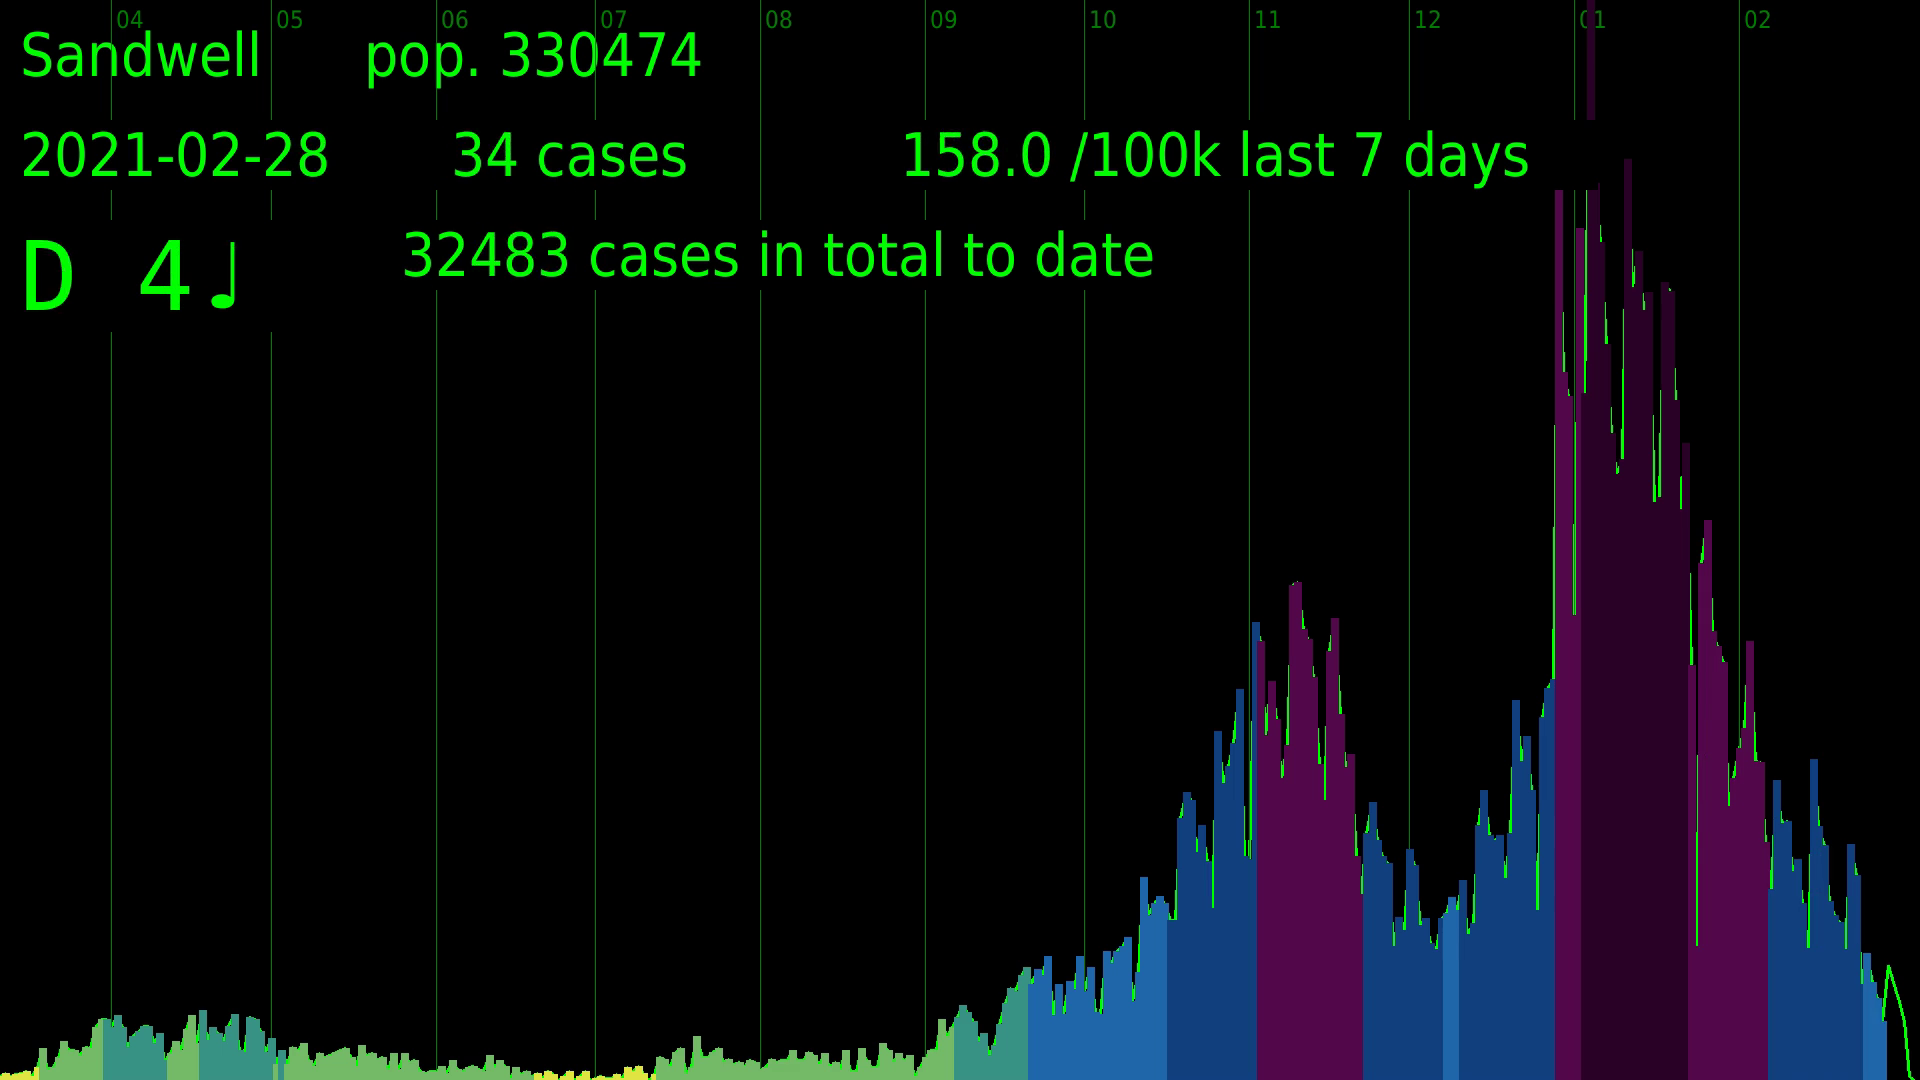 04 05 06 07 08 09 10 11 12 01 02
Sandwell pop. 330474
2021-02-28 34 cases 158.0 /100k last 7 days
D 4♩ 32483 cases in total to date